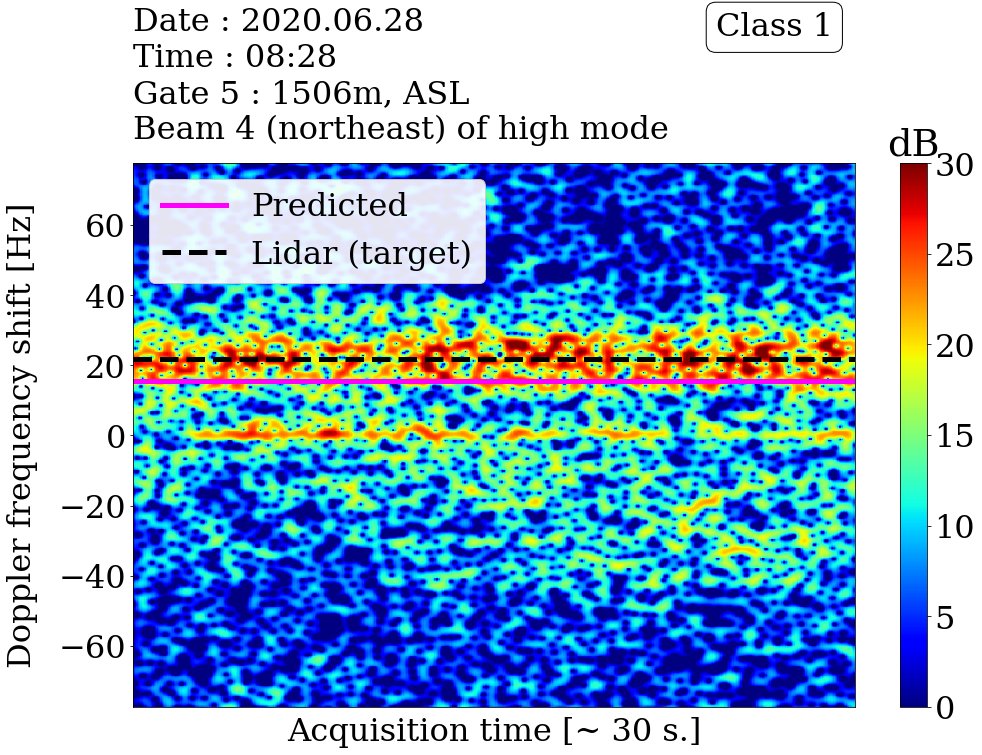 Date : 2020.06.28
Time : 08:28
Gate 5 : 1506m, ASL
Beam 4 (northeast) of high mode
Class 1
dB
Predicted
Lidar (target)
Doppler frequency shift [Hz]
60
40
20
0
−20
−40
−60
30
25
20
15
10
5
0
Acquisition time [~ 30 s.]